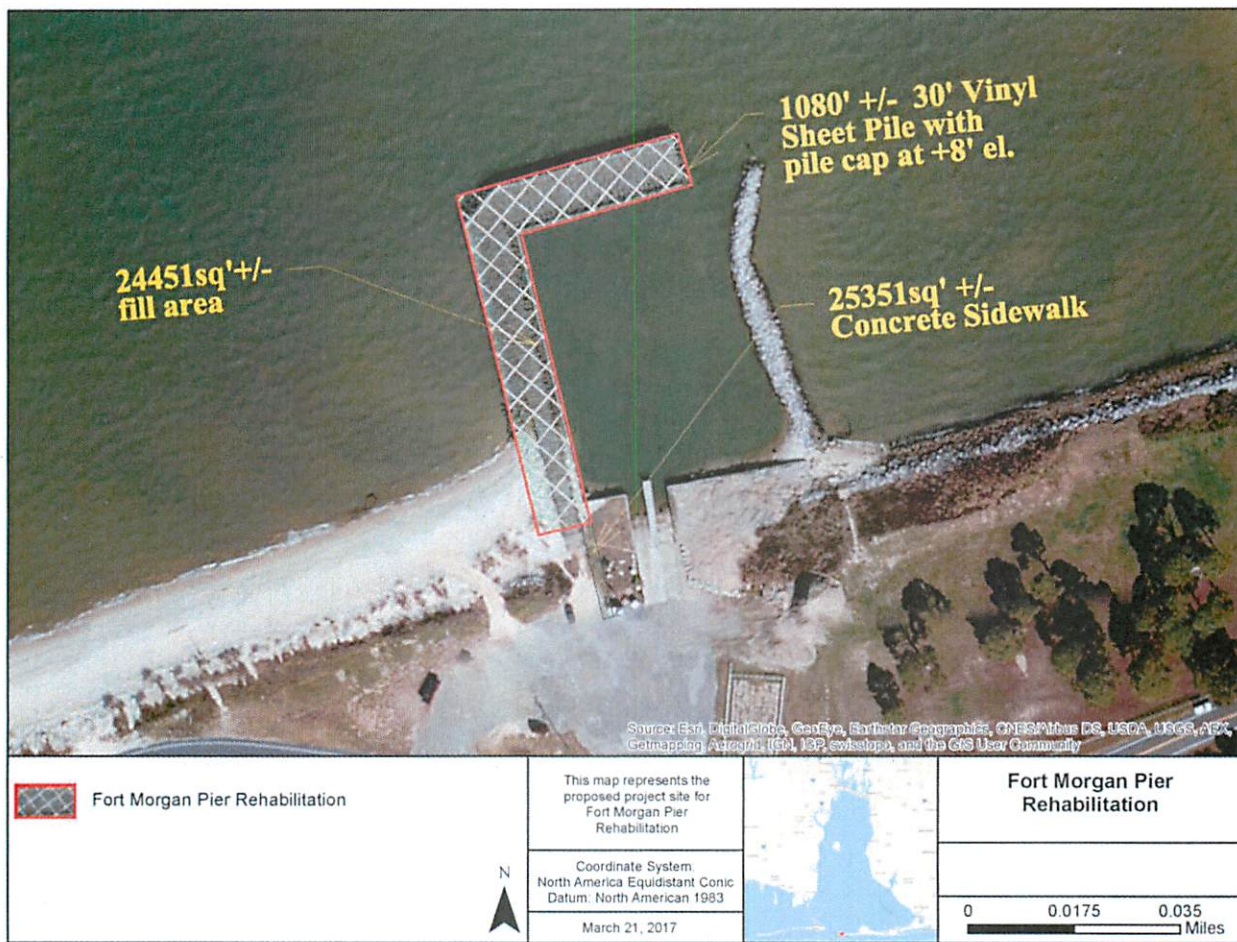 1080' +/- 30' Vinyl
Sheet Pile with
pile cap at +8' el.
24451sq'+/-
fill area
25351sq' +/-
Concrete Sidewalk
Source: Esri, DigitalGlobe, GeoEye, Earthstar Geographics, CNES/Airbus DS, USDA, USGS, AEX,
Getmapping, Aerogrid, IGN, IGP, swisstopo, and the GIS User Community
Fort Morgan Pier Rehabilitation
N
This map represents the
proposed project site for
Fort Morgan Pier
Rehabilitation
Coordinate System:
North America Equidistant Conic
Datum: North American 1983
March 21, 2017
Fort Morgan Pier
Rehabilitation
0 0.0175 0.035
Miles